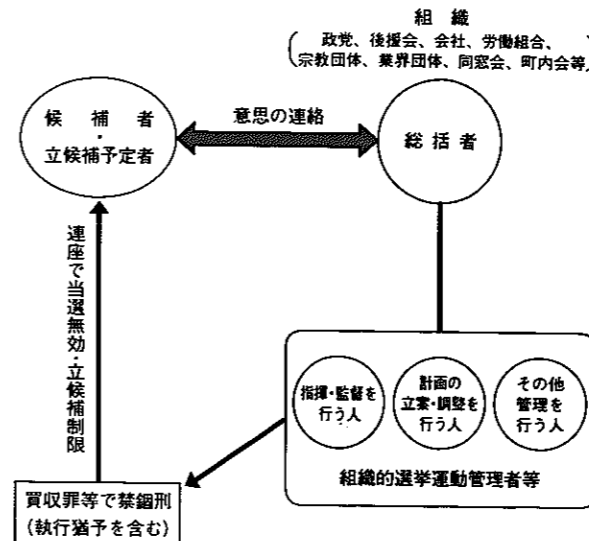 組織
(政党、後援会、会社、労働組合、
宗教団体、業界団体、同窓会、町内会等)
候補者
・
立候補予定者
意思の連絡
総括者
連座で当選無効・立候補制限
指揮・監督を
行う人
計画の
立案・調整を
行う人
その他
管理を
行う人
組織的選挙運動管理者等
買収罪等で禁錮刑
(執行猶予を含む)